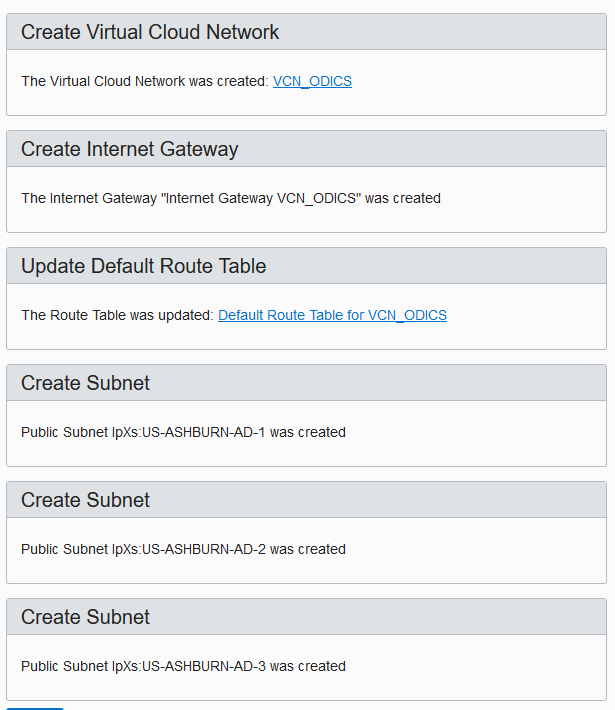 Create Virtual Cloud Network
The Virtual Cloud Network was created: VCN_ODICS
Create Internet Gateway
The Internet Gateway "Internet Gateway VCN_ODICS" was created
Update Default Route Table
The Route Table was updated: Default Route Table for VCN_ODICS
Create Subnet
Public Subnet IpXs:US-ASHBURN-AD-1 was created
Create Subnet
Public Subnet IpXs:US-ASHBURN-AD-2 was created
Create Subnet
Public Subnet IpXs:US-ASHBURN-AD-3 was created